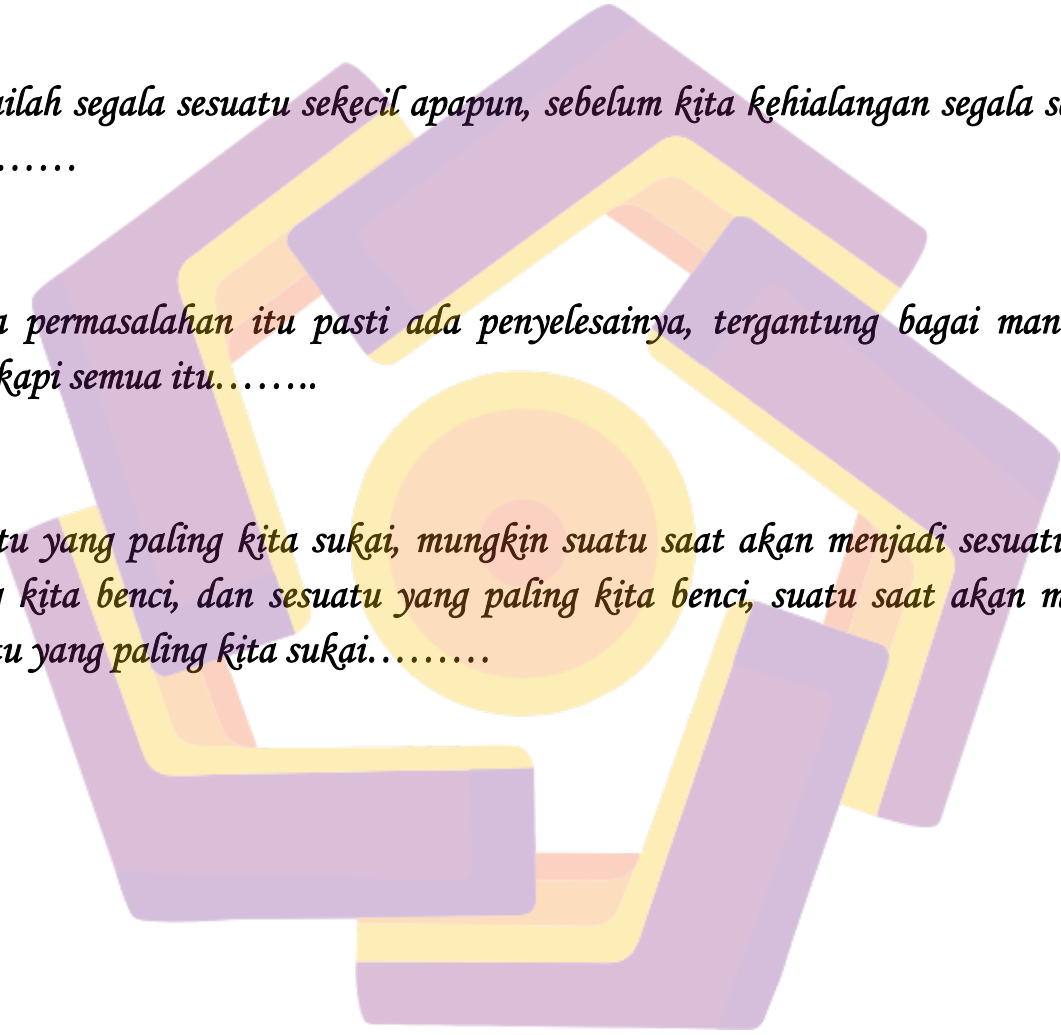 ilah segala sesuatu sekecil apapun, sebelum kita kehialangan segala s
……
permasalahan itu pasti ada penyelesainya, tergantung bagai man
kapi semua itu……..
tu yang paling kita sukai, mungkin suatu saat akan menjadi sesuatu
kita benci, dan sesuatu yang paling kita benci, suatu saat akan m
tu yang paling kita sukai………